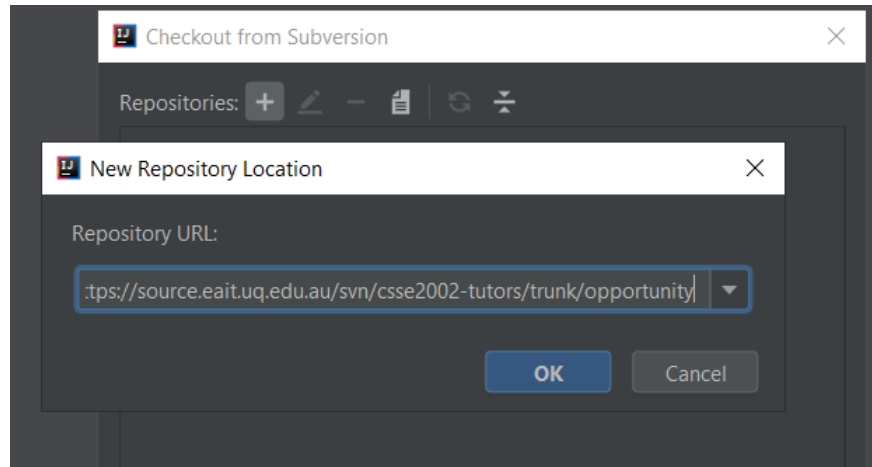 Checkout from Subversion
Repositories:
New Repository Location
Repository URL:
:tps://source.eait.uq.edu.au/svn/csse2002-tutors/trunk/opportunity
OK Cancel